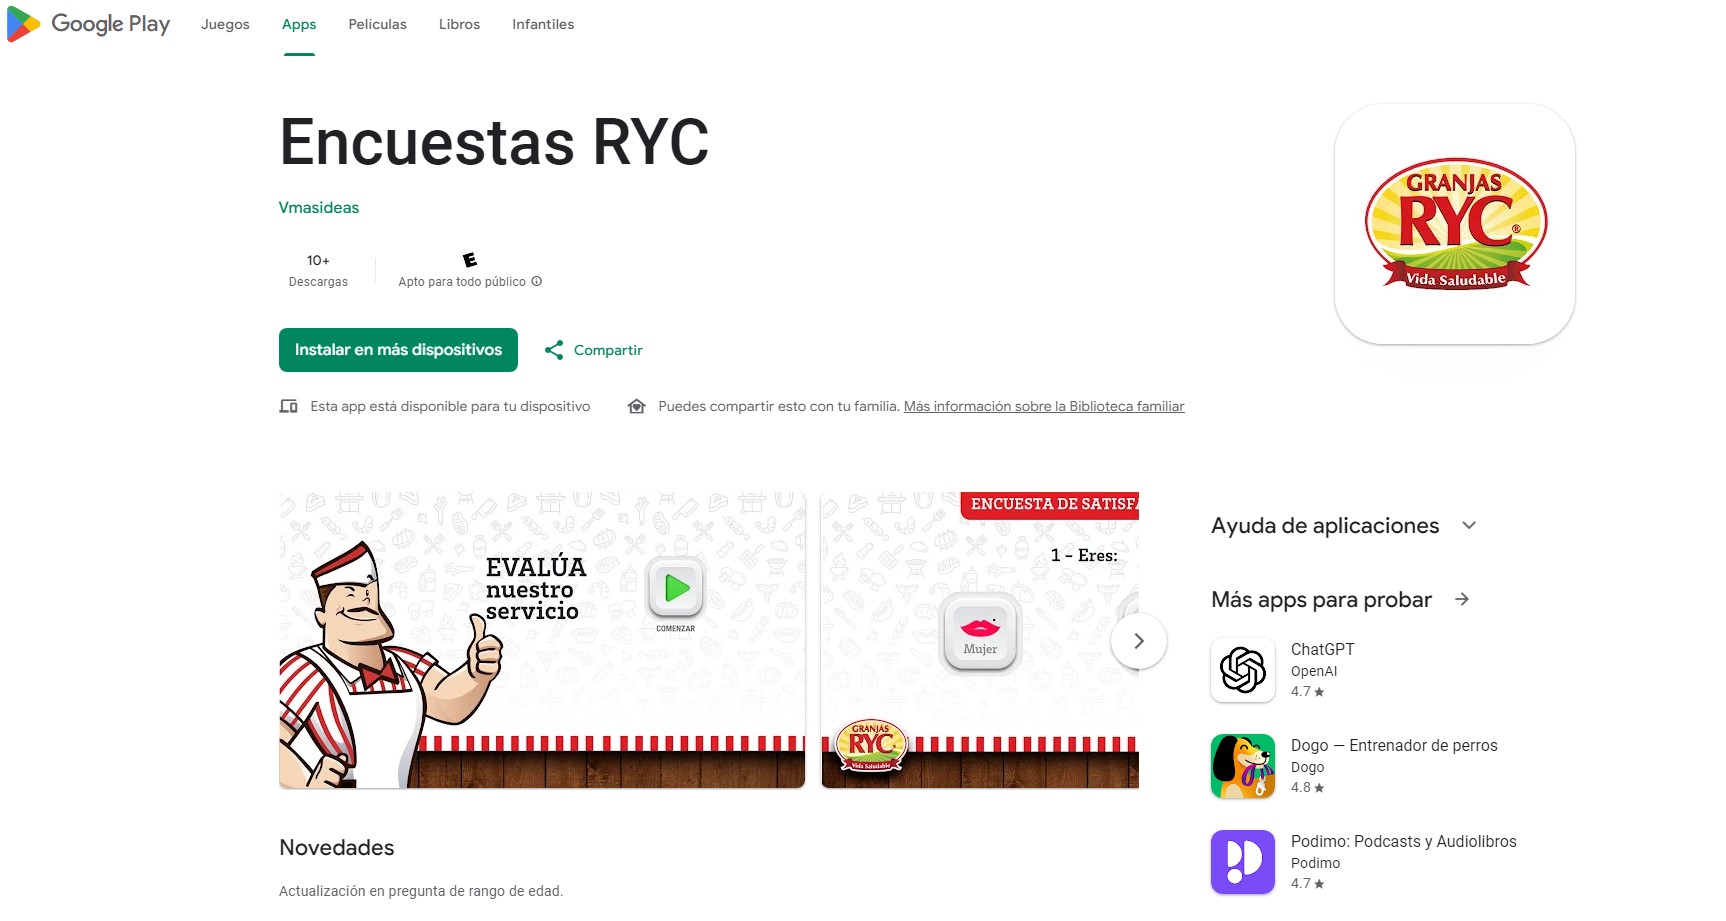 Google Play
Juegos
Apps
Películas
Libros
Infantiles
Encuestas RYC
Vmasideas
10+
Descargas
E
Apto para todo público
Instalar en más dispositivos
Compartir
Esta app está disponible para tu dispositivo
Puedes compartir esto con tu familia. Más información sobre la Biblioteca familiar
GRANJAS
RYC®
Vida Saludable
EVALÚA
nuestro
servicio
COMENZAR
ENCUESTA DE SATISFA
1 - Eres:
Mujer
GRANJAS
RYC
Vida Saludable
Ayuda de aplicaciones
Más apps para probar
ChatGPT
OpenAI
4.7 ★
Dogo — Entrenador de perros
Dogo
4.8 ★
Podimo: Podcasts y Audiolibros
Podimo
4.7 ★
Novedades
Actualización en pregunta de rango de edad.